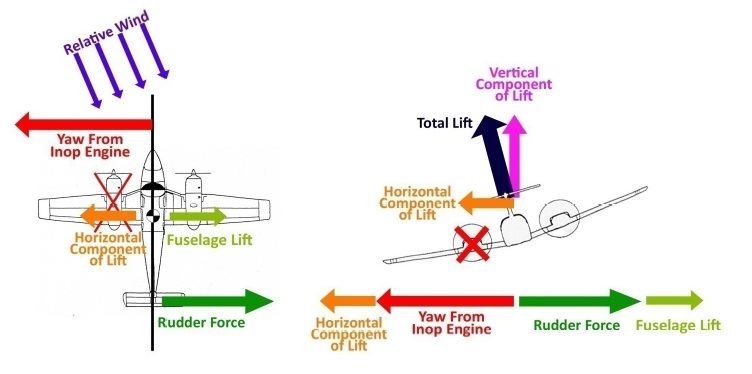 Relative Wind
Yaw From
Inop Engine
Horizontal
Component
of Lift
Fuselage Lift
Rudder Force
Vertical
Component
of Lift
Total Lift
Horizontal
Component
of Lift
Horizontal
Component
of Lift
Yaw From
Inop Engine
Rudder Force
Fuselage Lift